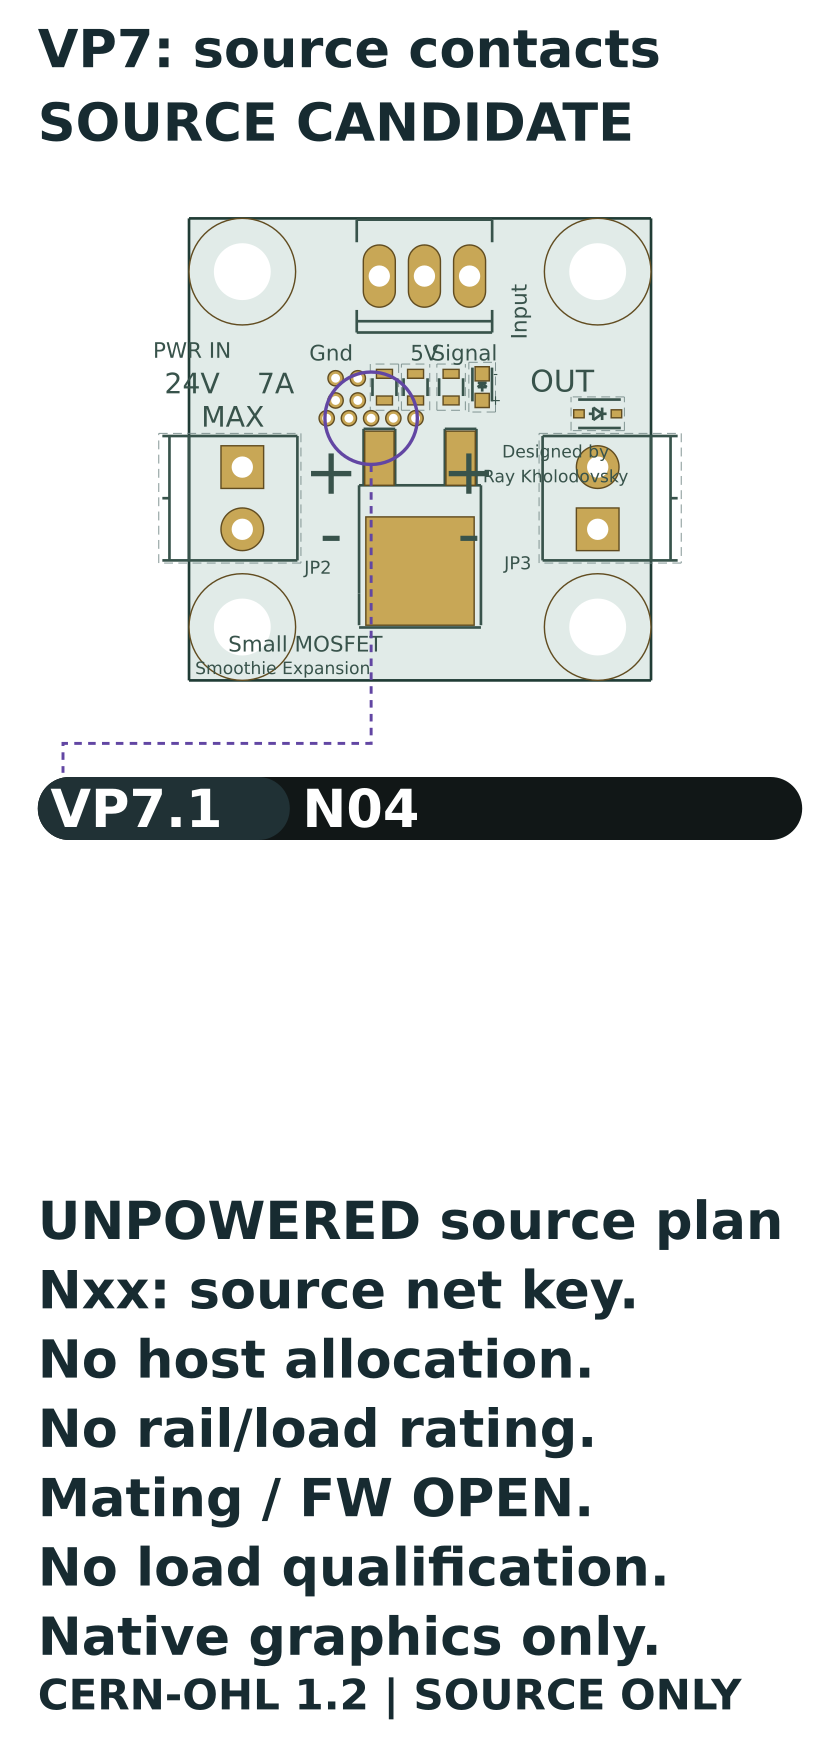 VP7: source contacts
SOURCE CANDIDATE
Input
PWR IN
Gnd
5V
Signal
24V 7A
MAX
OUT
Designed by
Ray Kholodovsky
+
+
-
-
JP2
JP3
Small MOSFET
Smoothie Expansion
VP7.1 N04
UNPOWERED source plan
Nxx: source net key.
No host allocation.
No rail/load rating.
Mating / FW OPEN.
No load qualification.
Native graphics only.
CERN-OHL 1.2 | SOURCE ONLY